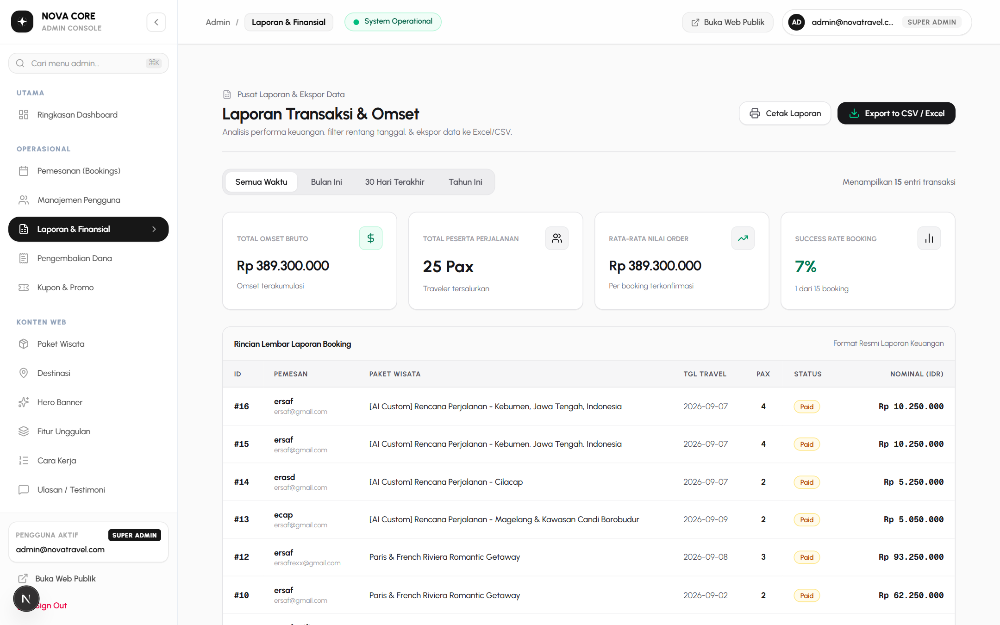 NOVA CORE
ADMIN CONSOLE
Cari menu admin...
⌘K
UTAMA
Ringkasan Dashboard
OPERASIONAL
Pemesanan (Bookings)
Manajemen Pengguna
Laporan & Finansial
Pengembalian Dana
Kupon & Promo
KONTEN WEB
Paket Wisata
Destinasi
Hero Banner
Fitur Unggulan
Cara Kerja
Ulasan / Testimoni
PENGGUNA AKTIF
SUPER ADMIN
admin@novatravel.com
Buka Web Publik
N
Sign Out
Admin / Laporan & Finansial
System Operational
Buka Web Publik
AD
admin@novatravel.c...
SUPER ADMIN
Pusat Laporan & Ekspor Data
Laporan Transaksi & Omset
Analisis performa keuangan, filter rentang tanggal, & ekspor data ke Excel/CSV.
Cetak Laporan
Export to CSV / Excel
Semua Waktu Bulan Ini 30 Hari Terakhir Tahun Ini
Menampilkan 15 entri transaksi
TOTAL OMSET BRUTO
Rp 389.300.000
Omset terakumulasi
TOTAL PESERTA PERJALANAN
25 Pax
Traveler tersalurkan
RATA-RATA NILAI ORDER
Rp 389.300.000
Per booking terkonfirmasi
SUCCESS RATE BOOKING
7%
1 dari 15 booking
Rincian Lembar Laporan Booking
Format Resmi Laporan Keuangan
ID PEMESAN PAKET WISATA TGL TRAVEL PAX STATUS NOMINAL (IDR)
#16 ersaf [AI Custom] Rencana Perjalanan - Kebumen, Jawa Tengah, Indonesia 2026-09-07 4 Paid Rp 10.250.000
ersaf@gmail.com
#15 ersaf [AI Custom] Rencana Perjalanan - Kebumen, Jawa Tengah, Indonesia 2026-09-07 4 Paid Rp 10.250.000
ersaf@gmail.com
#14 erasd [AI Custom] Rencana Perjalanan - Cilacap 2026-09-07 2 Paid Rp 5.250.000
ersaf@gmail.com
#13 ecap [AI Custom] Rencana Perjalanan - Magelang & Kawasan Candi Borobudur 2026-09-09 2 Paid Rp 5.050.000
ersaf@gmail.com
#12 ersaf Paris & French Riviera Romantic Getaway 2026-09-08 3 Paid Rp 93.250.000
ersafrexx@gmail.com
#10 ersaf Paris & French Riviera Romantic Getaway 2026-09-02 2 Paid Rp 62.250.000
ersaf@gmail.com